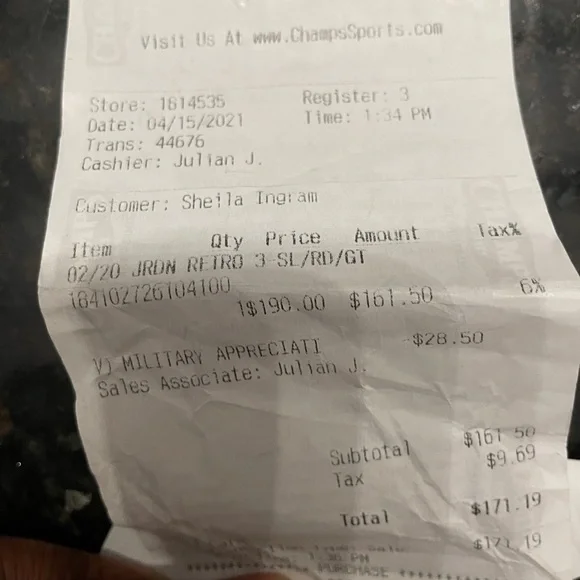 Visit Us At www.ChampsSports.com
Store: 1614535 Register: 3
Date: 04/15/2021 Time: 1:34 PM
Trans: 44676
Cashier: Julian J.
Customer: Sheila Ingram
Item Qty Price Amount Tax%
02/20 JRDN RETRO 3-SL/RD/GT
184102726104100
1$190.00 $161.50 6%
V) MILITARY APPRECIATI -$28.50
Sales Associate: Julian J.
Subtotal $161.50
Tax $9.69
Total $171.19
$171.19
PM
PURCHASE